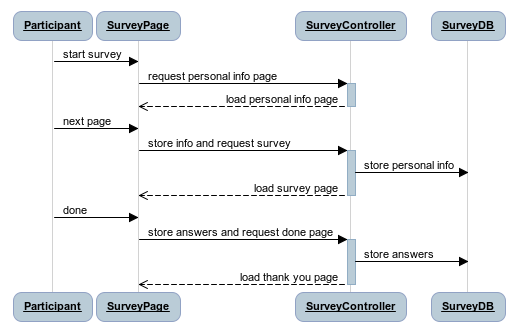 Participant SurveyPage SurveyController SurveyDB
start survey
request personal info page
load personal info page
next page
store info and request survey
store personal info
load survey page
done
store answers and request done page
store answers
load thank you page
Participant SurveyPage SurveyController SurveyDB